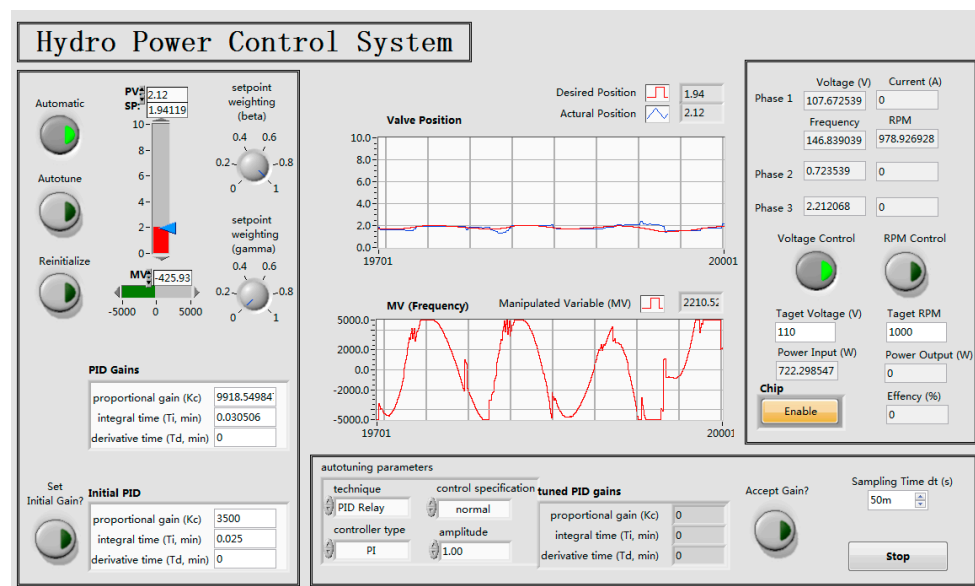 Hydro Power Control System
Automatic
PV:
2.12
SP:
1.94119
10
8
6
4
2
0
setpoint
weighting
(beta)
0.4 0.6
0.2 0.8
0 1
Autotune
setpoint
weighting
(gamma)
0.4 0.6
0.2 0.8
0 1
Reinitialize
MV:
-425.93
-5000 0 5000
PID Gains
proportional gain (Kc) 9918.549847
integral time (Ti, min) 0.030506
derivative time (Td, min) 0
Set
Initial Gain?
Initial PID
proportional gain (Kc) 3500
integral time (Ti, min) 0.025
derivative time (Td, min) 0
Desired Position 1.94
Actural Position 2.12
Valve Position
10.0
8.0
6.0
4.0
2.0
0.0
19701 20001
MV (Frequency)
Manipulated Variable (MV) 2210.52
5000.0
2000.0
0.0
-2000.0
-5000.0
19701 20001
Voltage (V) Current (A)
Phase 1 107.672539 0
Frequency RPM
146.839039 978.926928
Phase 2 0.723539 0
Phase 3 2.212068 0
Voltage Control RPM Control
Taget Voltage (V) Taget RPM
110 1000
Power Input (W) Power Output (W)
722.298547 0
Chip
Enable
Effency (%)
0
autotuning parameters
technique
PID Relay
control specification
normal
controller type
PI
amplitude
1.00
tuned PID gains
proportional gain (Kc) 0
integral time (Ti, min) 0
derivative time (Td, min) 0
Accept Gain?
Sampling Time dt (s)
50m
Stop